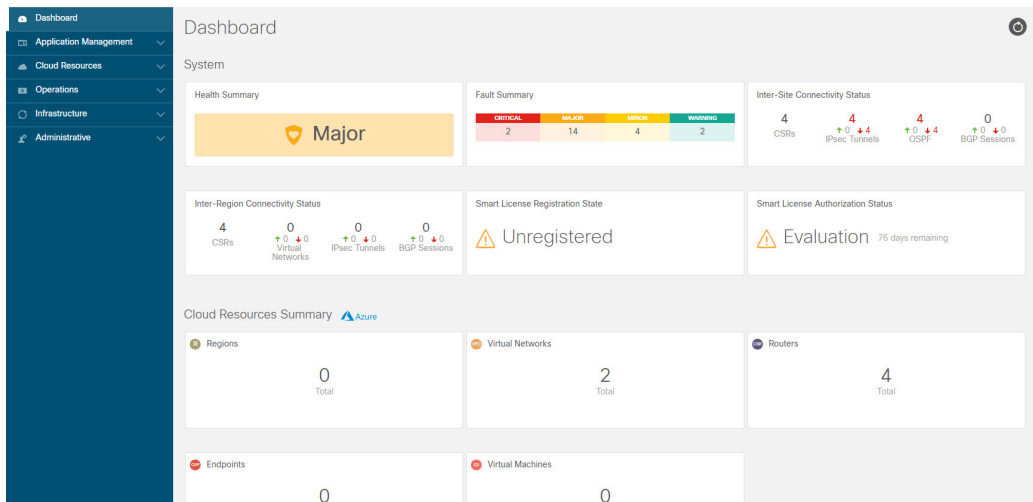 Dashboard
Application Management
Cloud Resources
Operations
Infrastructure
Administrative
Dashboard
System
Health Summary
Major
Fault Summary
CRITICAL MAJOR MINOR WARNING
2 14 4 2
Inter-Site Connectivity Status
4 4 4 0
CSRs ↑ 0 ↓ 4 ↑ 0 ↓ 4 ↑ 0 ↓ 0
IPsec Tunnels OSPF BGP Sessions
Inter-Region Connectivity Status
4 0 0 0
CSRs ↑ 0 ↓ 0 ↑ 0 ↓ 0 ↑ 0 ↓ 0
Virtual IPsec Tunnels BGP Sessions
Networks
Smart License Registration State
Unregistered
Smart License Authorization Status
Evaluation 76 days remaining
Cloud Resources Summary Azure
R Regions
0
Total
Virtual Networks
2
Total
CSR Routers
4
Total
Endpoints
0
Virtual Machines
0